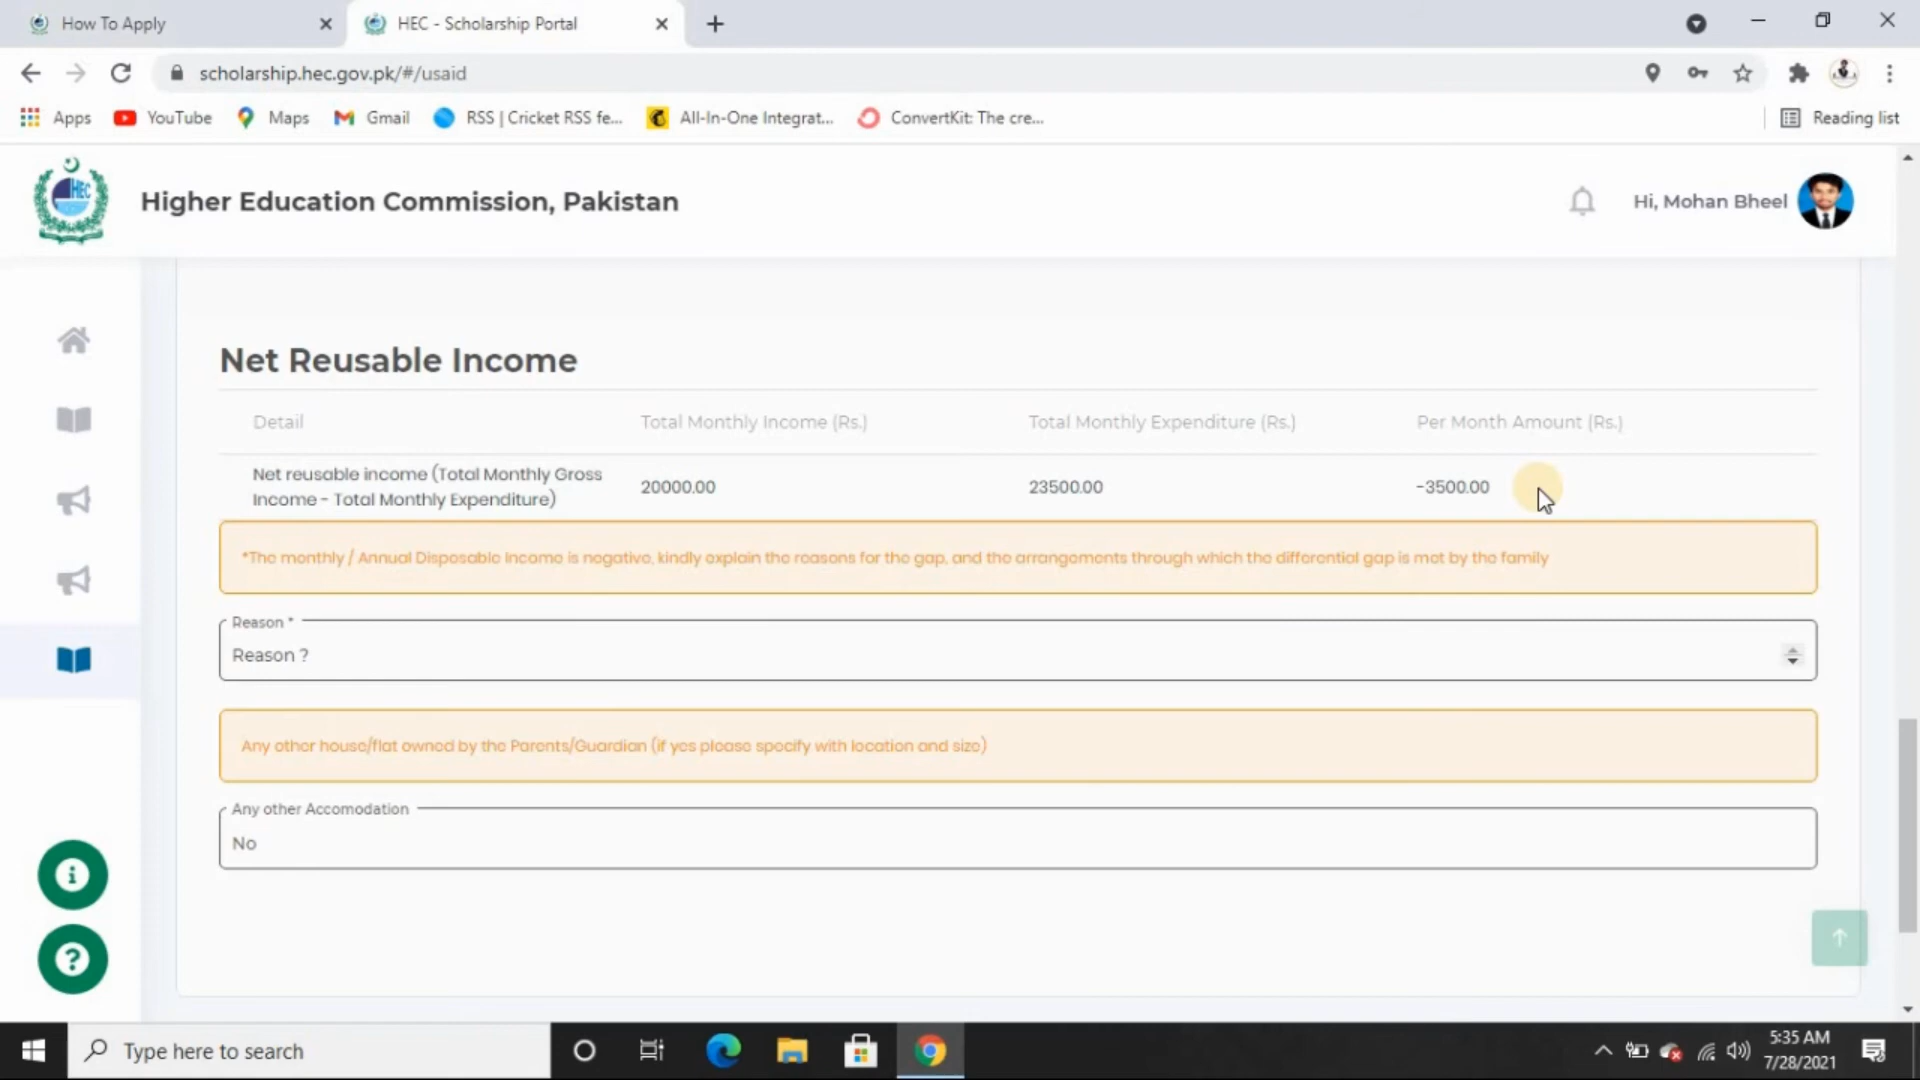 How To Apply
HEC - Scholarship Portal
scholarship.hec.gov.pk/#/usaid
Apps
YouTube
Maps
Gmail
RSS | Cricket RSS fe...
All-In-One Integrat...
ConvertKit: The cre...
Reading list
HEC
Higher Education Commission, Pakistan
Hi, Mohan Bheel
Net Reusable Income
Detail
Total Monthly Income (Rs.)
Total Monthly Expenditure (Rs.)
Per Month Amount (Rs.)
Net reusable income (Total Monthly Gross
Income - Total Monthly Expenditure)
20000.00
23500.00
-3500.00
*The monthly / Annual Disposable Income is negative, kindly explain the reasons for the gap, and the arrangements through which the differential gap is met by the family
Reason *
Reason ?
Any other house/flat owned by the Parents/Guardian (if yes please specify with location and size)
Any other Accomodation
No
Type here to search
5:35 AM
7/28/2021